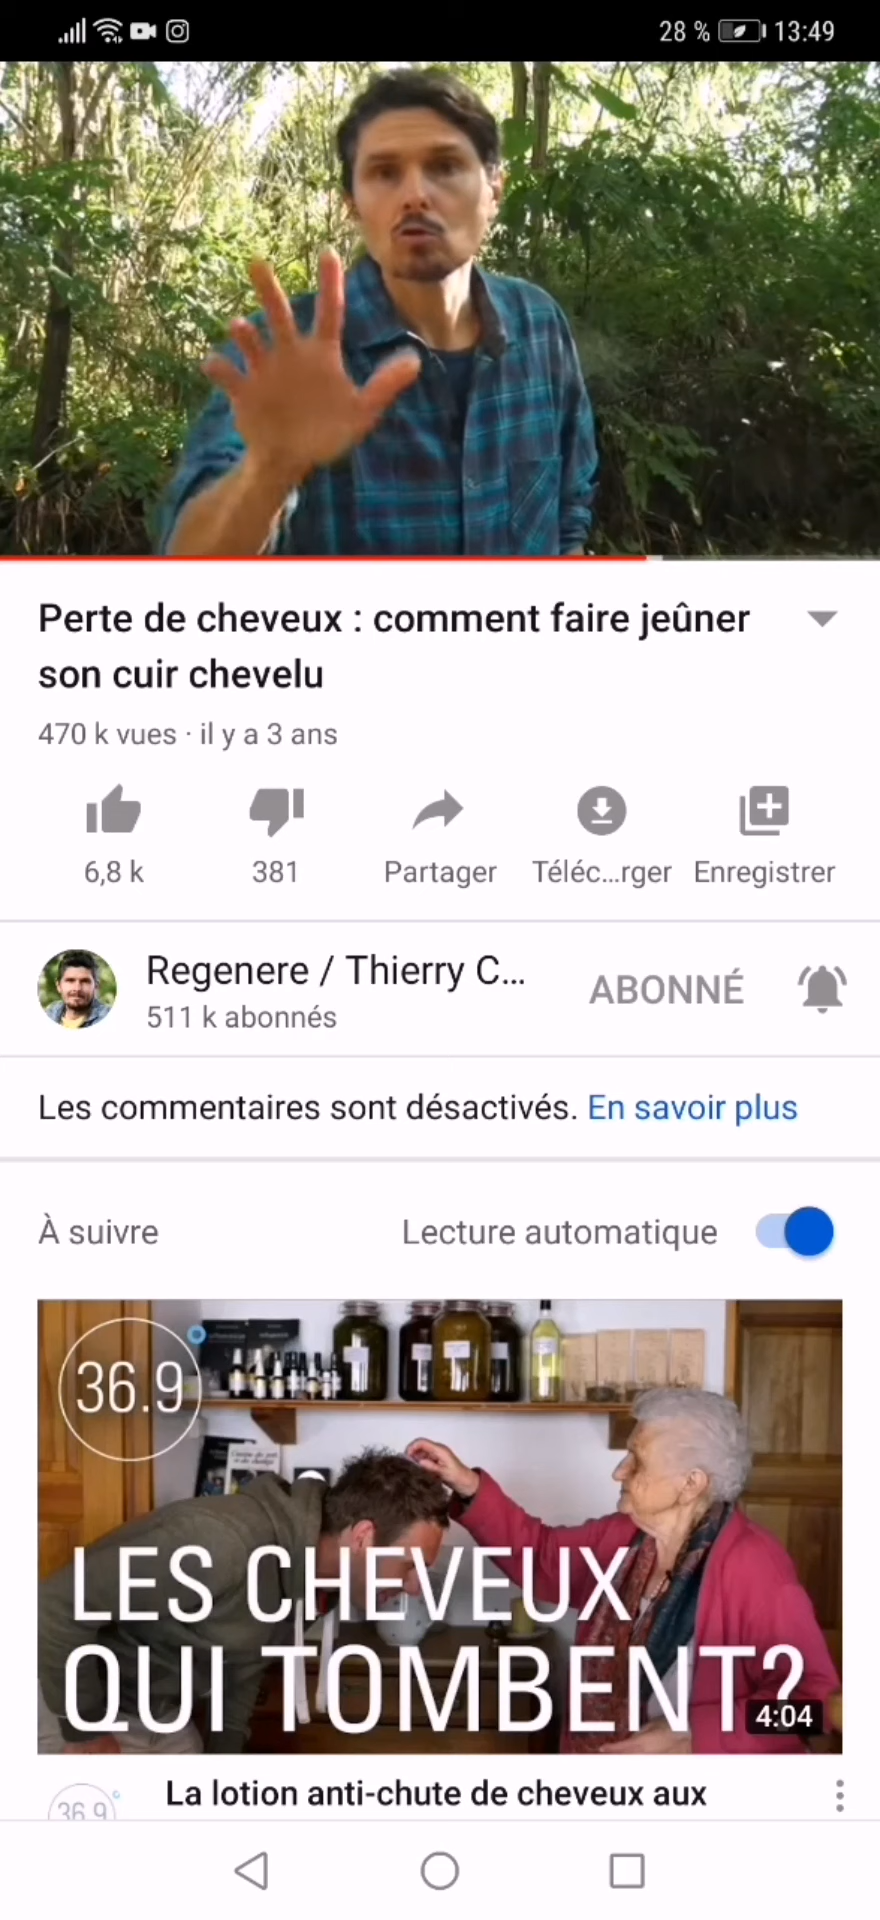 28 % 13:49
Perte de cheveux : comment faire jeûner
son cuir chevelu
470 k vues · il y a 3 ans
6,8 k 381 Partager Téléc...rger Enregistrer
Regenere / Thierry C...
ABONNÉ
511 k abonnés
Les commentaires sont désactivés. En savoir plus
À suivre Lecture automatique
36.9°
LES CHEVEUX
QUI TOMBENT?
4:04
36.9°
La lotion anti-chute de cheveux aux